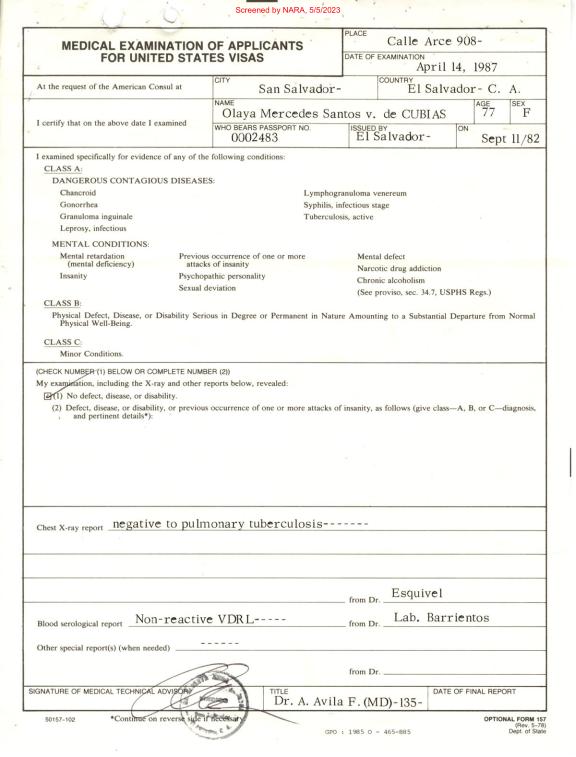 Screened by NARA, 5/5/2023
MEDICAL EXAMINATION OF APPLICANTS
FOR UNITED STATES VISAS
PLACE
Calle Arce 908-
DATE OF EXAMINATION
April 14, 1987
At the request of the American Consul at
CITY
San Salvador-
COUNTRY
El Salvador- C. A.
I certify that on the above date I examined
NAME
Olaya Mercedes Santos v. de CUBIAS
AGE
77
SEX
F
WHO BEARS PASSPORT NO.
0002483
ISSUED BY
El Salvador-
ON
Sept 11/82
I examined specifically for evidence of any of the following conditions:
CLASS A:
DANGEROUS CONTAGIOUS DISEASES:
Chancroid
Gonorrhea
Granuloma inguinale
Leprosy, infectious
Lymphogranuloma venereum
Syphilis, infectious stage
Tuberculosis, active
MENTAL CONDITIONS:
Mental retardation
(mental deficiency)
Insanity
Previous occurrence of one or more
attacks of insanity
Psychopathic personality
Sexual deviation
Mental defect
Narcotic drug addiction
Chronic alcoholism
(See proviso, sec. 34.7, USPHS Regs.)
CLASS B:
Physical Defect, Disease, or Disability Serious in Degree or Permanent in Nature Amounting to a Substantial Departure from Normal
Physical Well-Being.
CLASS C:
Minor Conditions.
(CHECK NUMBER (1) BELOW OR COMPLETE NUMBER (2))
My examination, including the X-ray and other reports below, revealed:
(1) No defect, disease, or disability.
(2) Defect, disease, or disability, or previous occurrence of one or more attacks of insanity, as follows (give class—A, B, or C—diagnosis,
and pertinent details*):
Chest X-ray report negative to pulmonary tuberculosis-------
from Dr. Esquivel
Blood serological report Non-reactive VDRL-----
from Dr. Lab. Barrientos
Other special report(s) (when needed) ------
from Dr.
SIGNATURE OF MEDICAL TECHNICAL ADVISORY
TITLE
Dr. A. Avila F. (MD)-135-
DATE OF FINAL REPORT
50157-102
*Continue on reverse side if necessary.
GPO : 1985 O - 465-885
OPTIONAL FORM 157
(Rev. 5-78)
Dept. of State